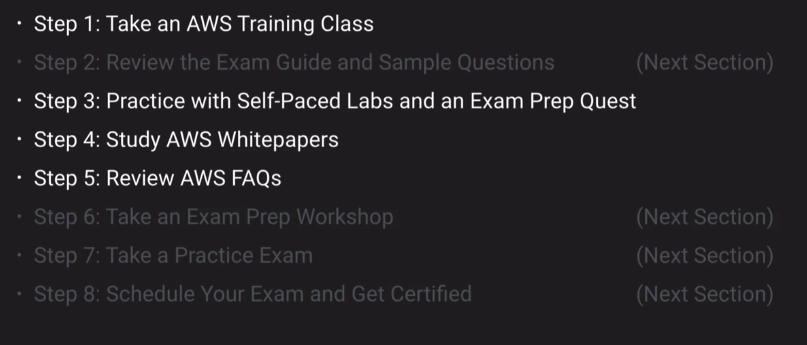 · Step 1: Take an AWS Training Class
· Step 2: Review the Exam Guide and Sample Questions (Next Section)
· Step 3: Practice with Self-Paced Labs and an Exam Prep Quest
· Step 4: Study AWS Whitepapers
· Step 5: Review AWS FAQs
· Step 6: Take an Exam Prep Workshop (Next Section)
· Step 7: Take a Practice Exam (Next Section)
· Step 8: Schedule Your Exam and Get Certified (Next Section)